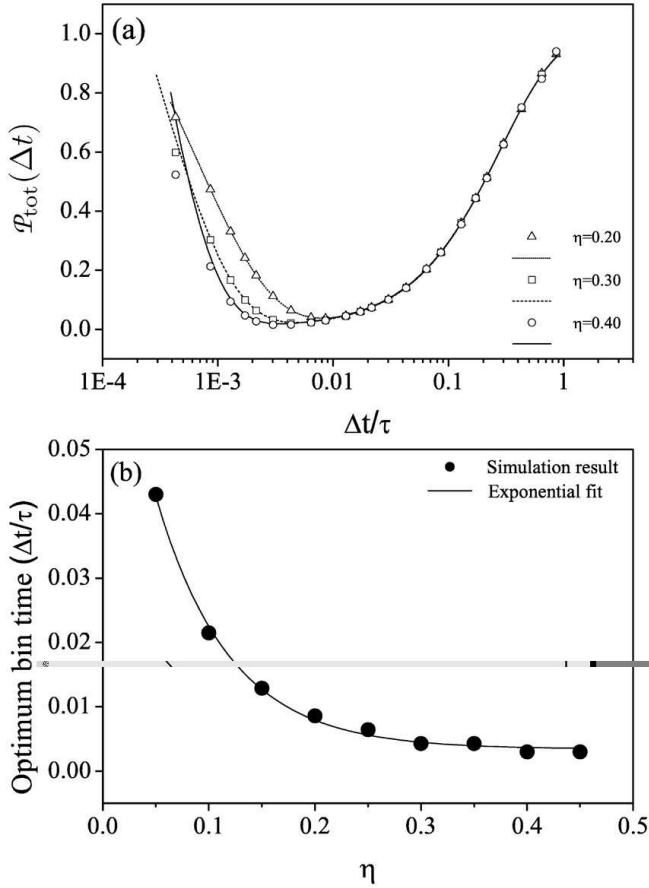 (a)
1.0
0.8
0.6
0.4
0.2
0.0
𝒫tot(Δt)
η=0.20
η=0.30
η=0.40
1E-4 1E-3 0.01 0.1 1
Δt/τ
(b)
0.05
0.04
0.03
0.02
0.01
0.00
Optimum bin time (Δt/τ)
Simulation result
Exponential fit
0.0 0.1 0.2 0.3 0.4 0.5
η